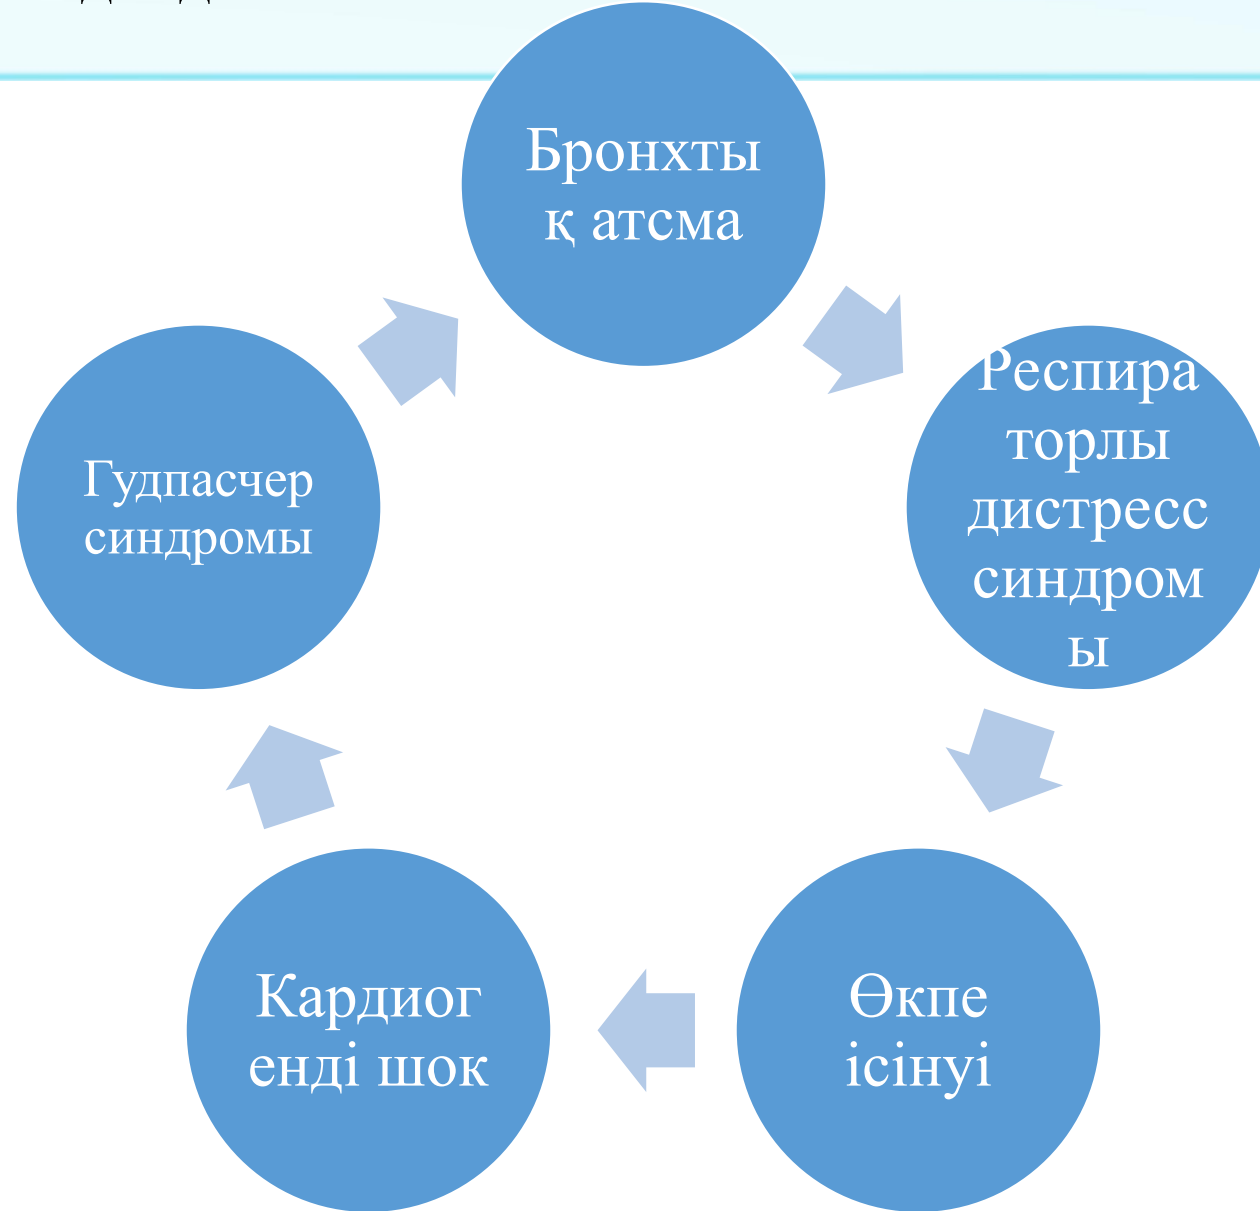 Бронхты
қ атсма
Респира
торлы
дистресс
синдром
ы
Өкпе
ісінуі
Кардиог
енді шок
Гудпасчер
синдромы